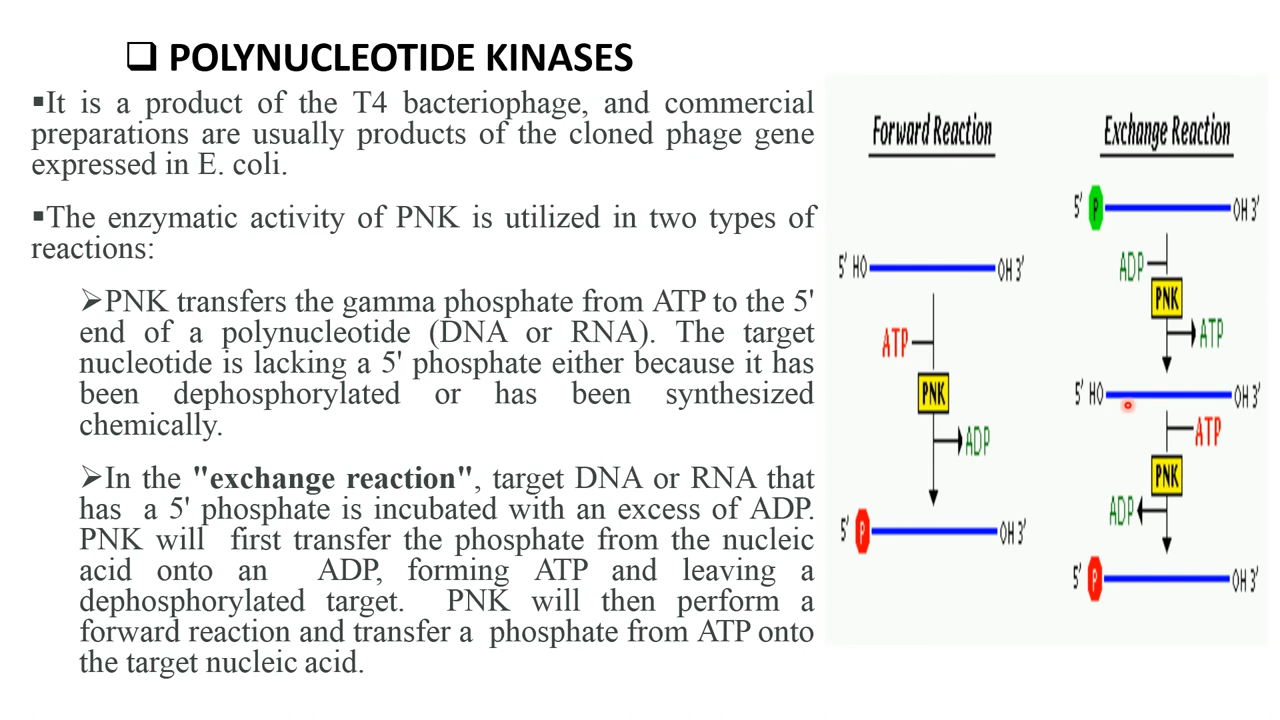 ❑ POLYNUCLEOTIDE KINASES
▪It is a product of the T4 bacteriophage, and commercial
preparations are usually products of the cloned phage gene
expressed in E. coli.
▪The enzymatic activity of PNK is utilized in two types of
reactions:
➢PNK transfers the gamma phosphate from ATP to the 5'
end of a polynucleotide (DNA or RNA). The target
nucleotide is lacking a 5' phosphate either because it has
been dephosphorylated or has been synthesized
chemically.
➢In the "exchange reaction", target DNA or RNA that
has a 5' phosphate is incubated with an excess of ADP.
PNK will first transfer the phosphate from the nucleic
acid onto an ADP, forming ATP and leaving a
dephosphorylated target. PNK will then perform a
forward reaction and transfer a phosphate from ATP onto
the target nucleic acid.
Forward Reaction
5' HO OH 3'
ATP
PNK
ADP
5' P OH 3'
Exchange Reaction
5' P OH 3'
ADP
PNK
ATP
5' HO OH 3'
ATP
PNK
ADP
5' P OH 3'